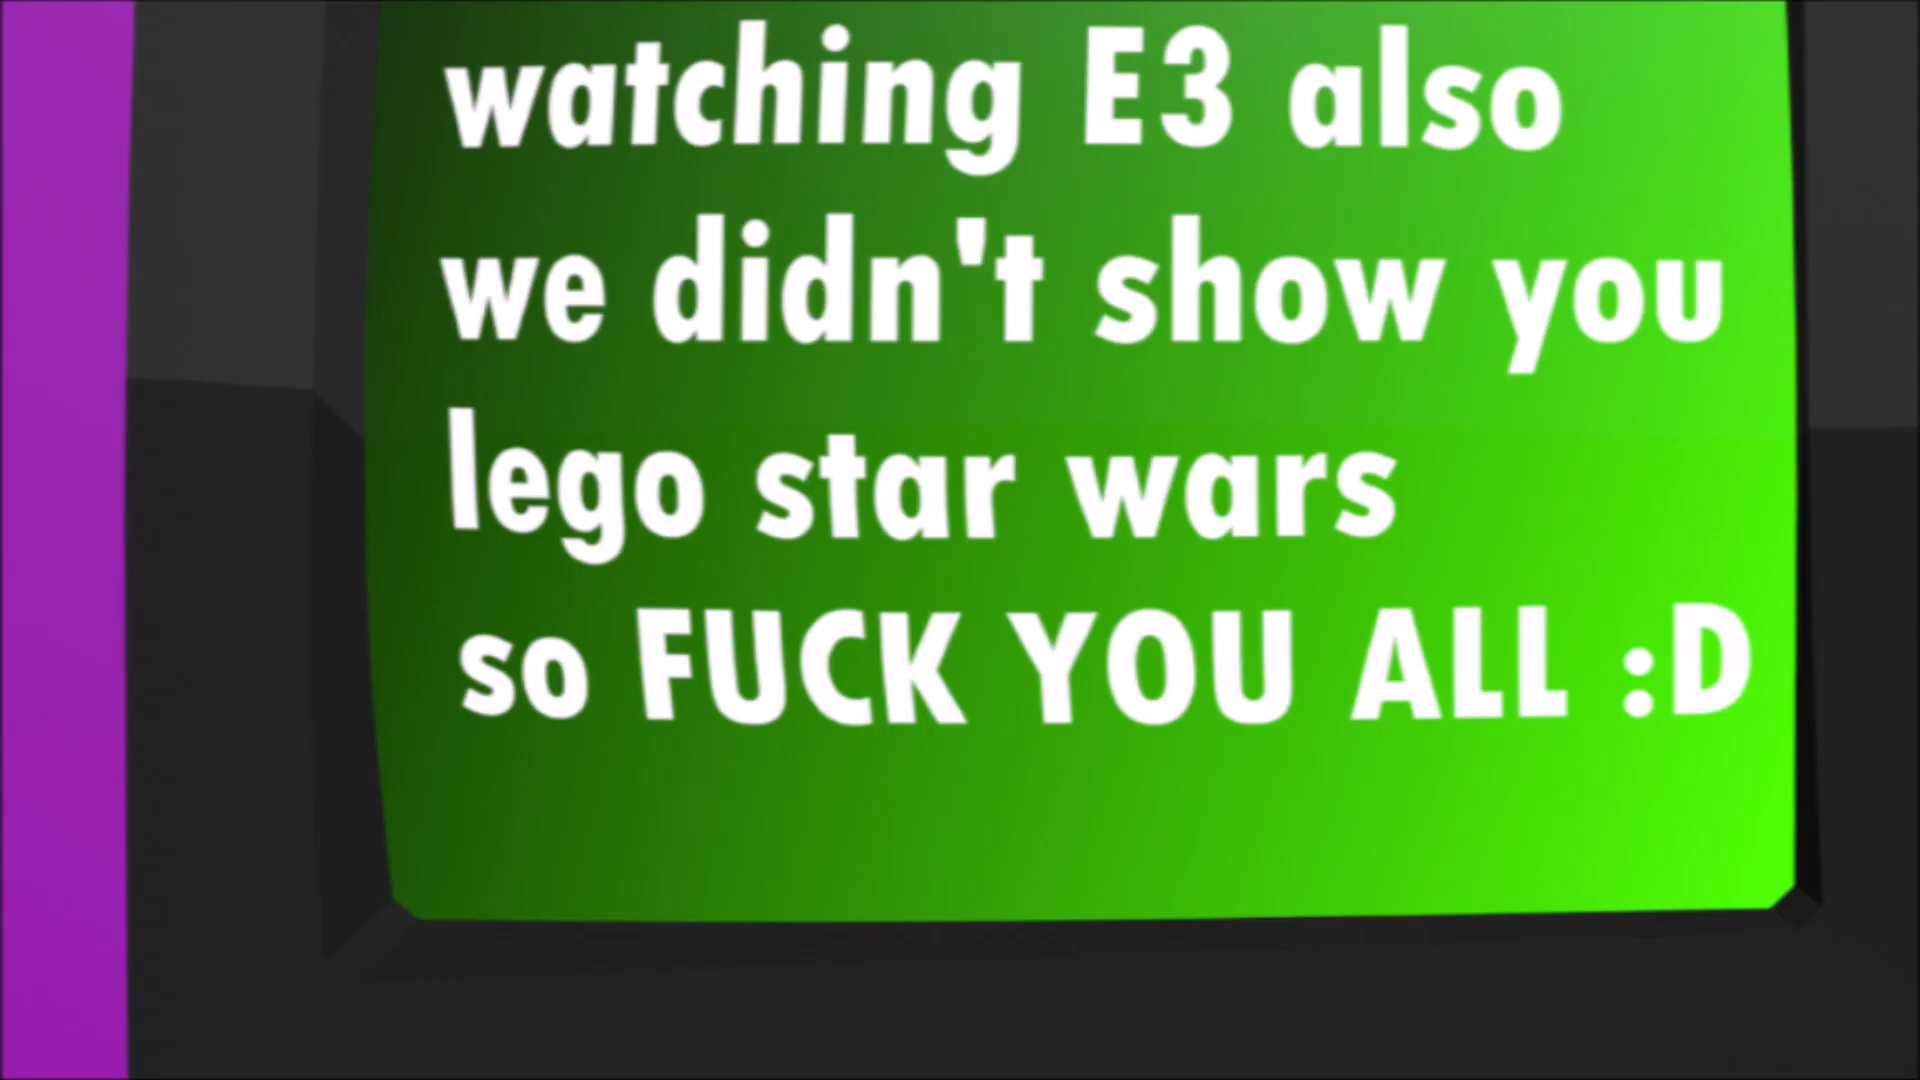 watching E3 also
we didn't show you
lego star wars
so FUCK YOU ALL :D